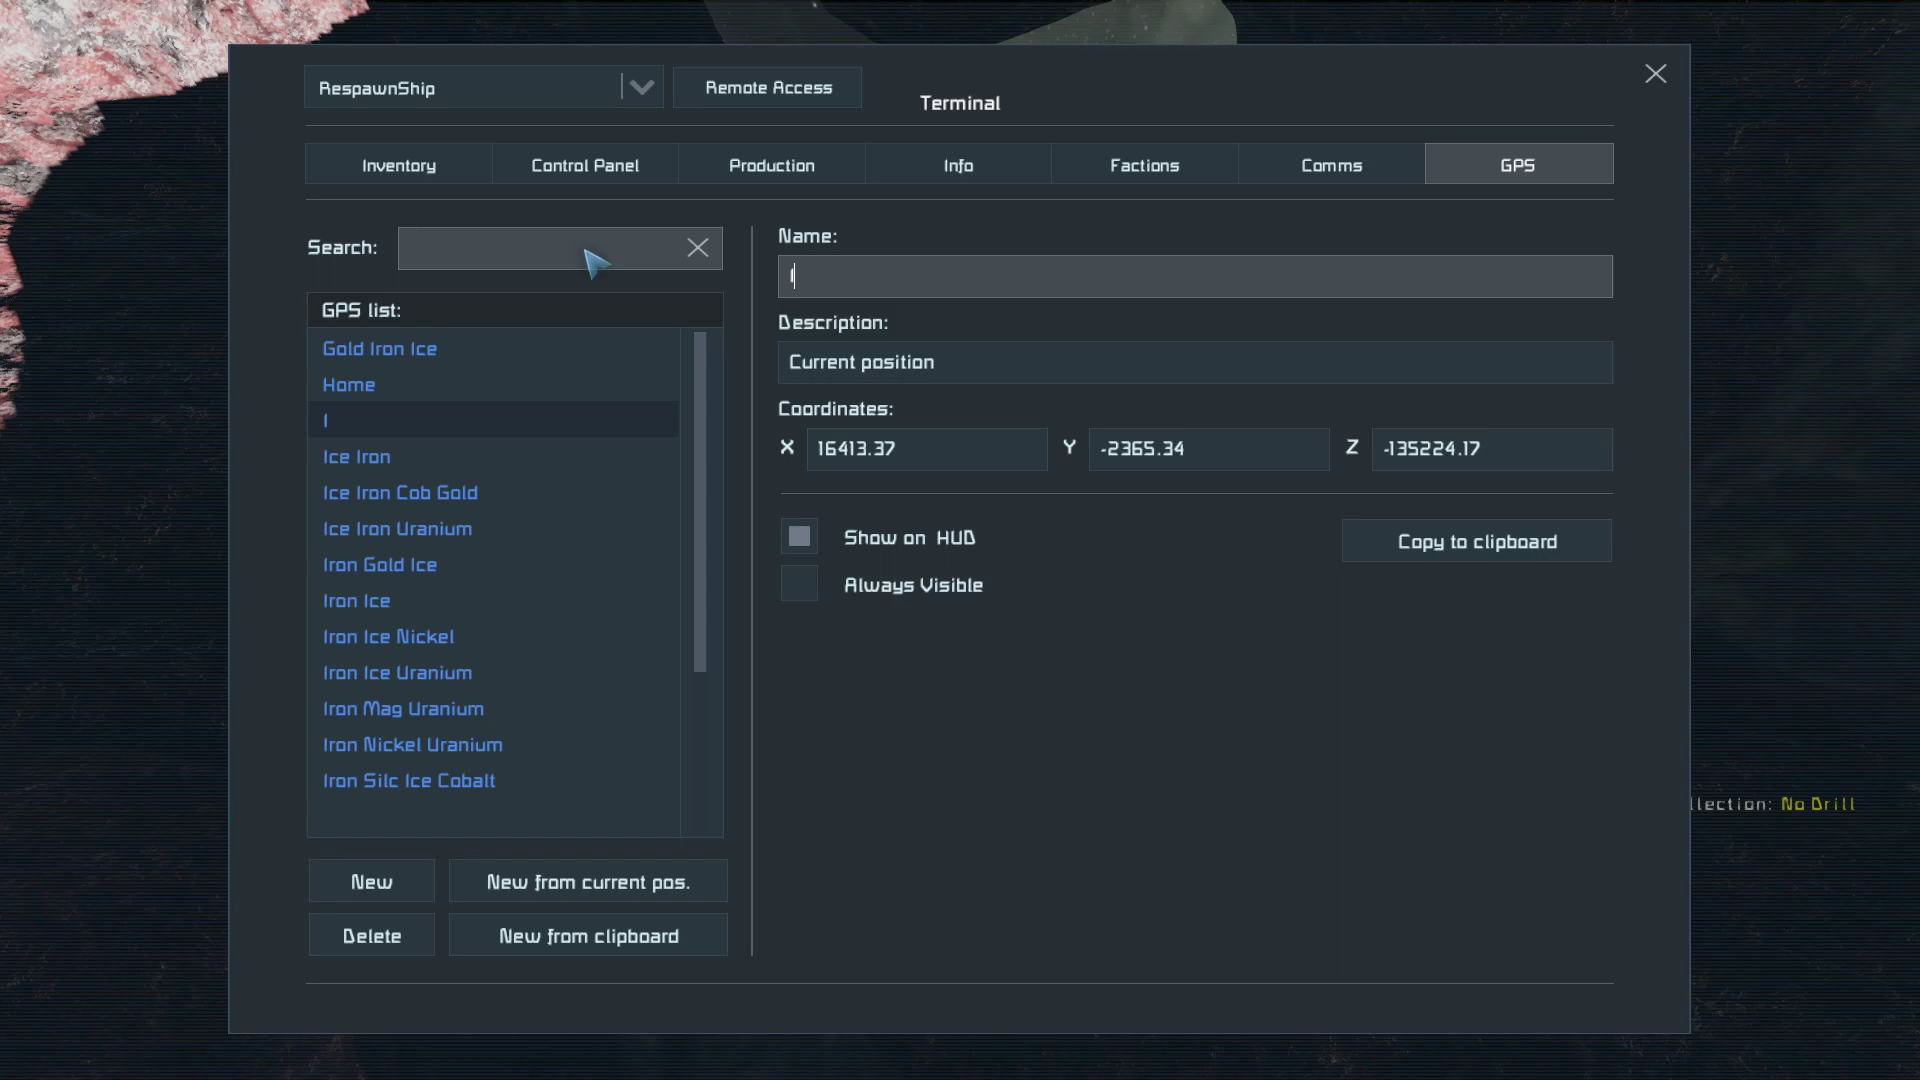 RespawnShip
Remote Access
Terminal
Inventory
Control Panel
Production
Info
Factions
Comms
GPS
Search:
GPS list:
Gold Iron Ice
Home
I
Ice Iron
Ice Iron Cob Gold
Ice Iron Uranium
Iron Gold Ice
Iron Ice
Iron Ice Nickel
Iron Ice Uranium
Iron Mag Uranium
Iron Nickel Uranium
Iron Silc Ice Cobalt
New
New from current pos.
Delete
New from clipboard
Name:
I
Description:
Current position
Coordinates:
X 16413.37 Y -2365.34 Z -135224.17
Show on HUD
Copy to clipboard
Always Visible
llection: No Drill